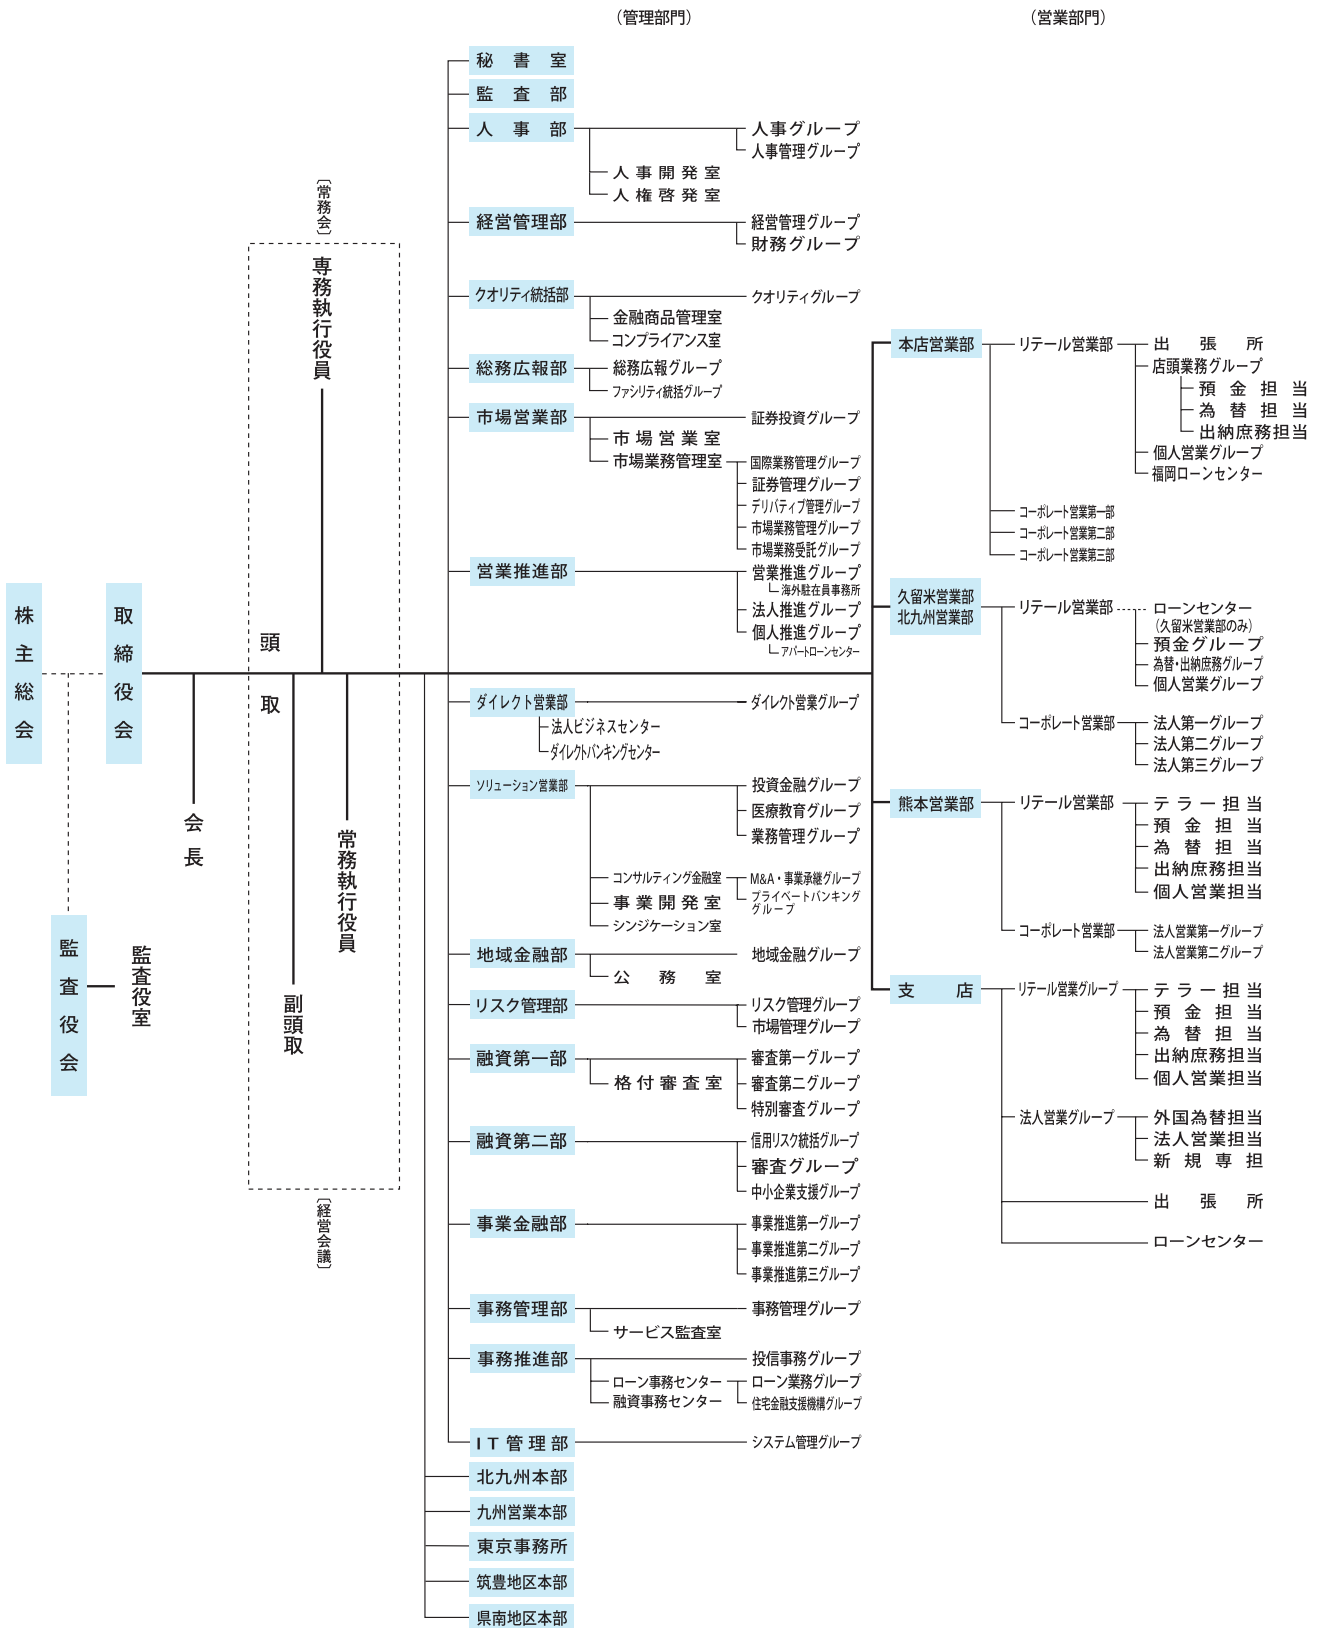 （管理部門）
（営業部門）
株主総会
取締役会
監査役会
監査役室
会長
頭取
〔常務会〕
専務執行役員
副頭取
常務執行役員
〔経営会議〕
秘書室
監査部
人事部
人事グループ
人事管理グループ
人事開発室
人権啓発室
経営管理部
経営管理グループ
財務グループ
クオリティ統括部
クオリティグループ
金融商品管理室
コンプライアンス室
総務広報部
総務広報グループ
ファシリティ統括グループ
市場営業部
証券投資グループ
市場営業室
市場業務管理室
国際業務管理グループ
証券管理グループ
デリバティブ管理グループ
市場業務管理グループ
市場業務受託グループ
営業推進部
営業推進グループ
海外駐在員事務所
法人推進グループ
個人推進グループ
アパートローンセンター
ダイレクト営業部
ダイレクト営業グループ
法人ビジネスセンター
ダイレクトバンキングセンター
ソリューション営業部
投資金融グループ
医療教育グループ
業務管理グループ
コンサルティング金融室
M&A・事業承継グループ
プライベートバンキング
グループ
事業開発室
シンジケーション室
地域金融部
地域金融グループ
公務室
リスク管理部
リスク管理グループ
市場管理グループ
融資第一部
審査第一グループ
格付審査室
審査第二グループ
特別審査グループ
融資第二部
信用リスク統括グループ
審査グループ
中小企業支援グループ
事業金融部
事業推進第一グループ
事業推進第二グループ
事業推進第三グループ
事務管理部
事務管理グループ
サービス監査室
事務推進部
投信事務グループ
ローン事務センター
ローン業務グループ
融資事務センター
住宅金融支援機構グループ
IT管理部
システム管理グループ
北九州本部
九州営業本部
東京事務所
筑豊地区本部
県南地区本部
本店営業部
リテール営業部
出張所
店頭業務グループ
預金担当
為替担当
出納庶務担当
個人営業グループ
福岡ローンセンター
コーポレート営業第一部
コーポレート営業第二部
コーポレート営業第三部
久留米営業部
北九州営業部
リテール営業部
ローンセンター
（久留米営業部のみ）
預金グループ
為替・出納庶務グループ
個人営業グループ
コーポレート営業部
法人第一グループ
法人第二グループ
法人第三グループ
熊本営業部
リテール営業部
テラー担当
預金担当
為替担当
出納庶務担当
個人営業担当
コーポレート営業部
法人営業第一グループ
法人営業第二グループ
支店
リテール営業グループ
テラー担当
預金担当
為替担当
出納庶務担当
個人営業担当
法人営業グループ
外国為替担当
法人営業担当
新規専担
出張所
ローンセンター